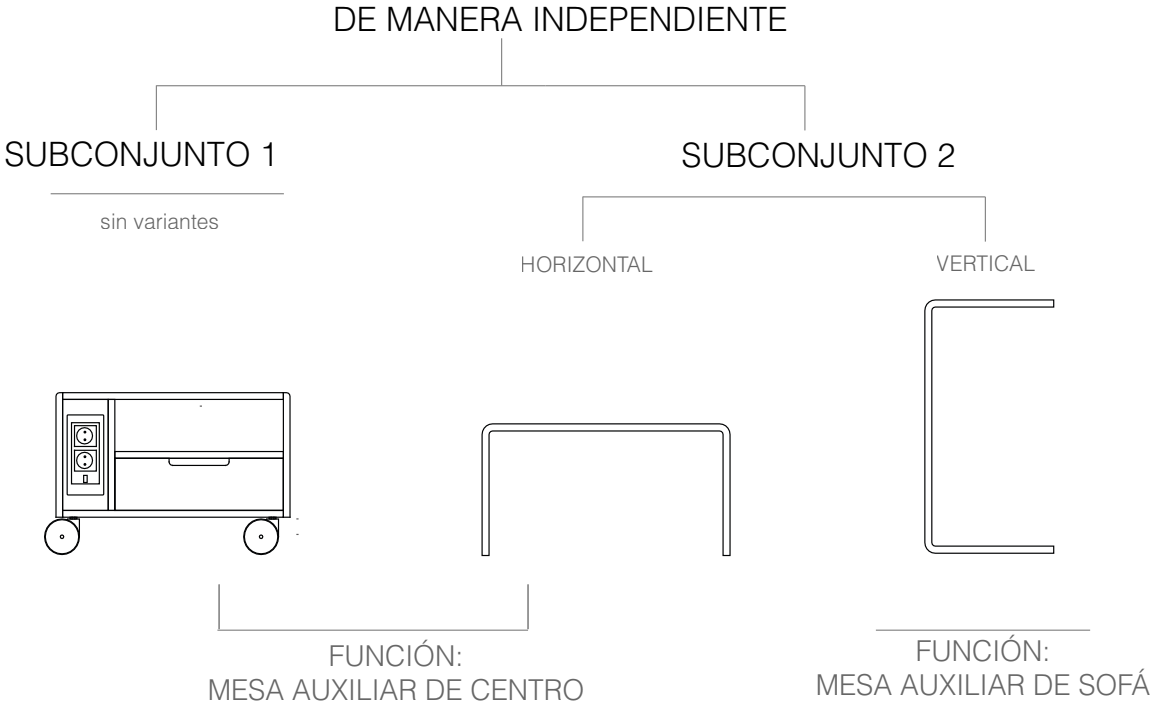 DE MANERA INDEPENDIENTE
SUBCONJUNTO 1
SUBCONJUNTO 2
sin variantes
HORIZONTAL
VERTICAL
FUNCIÓN:
MESA AUXILIAR DE CENTRO
FUNCIÓN:
MESA AUXILIAR DE SOFÁ